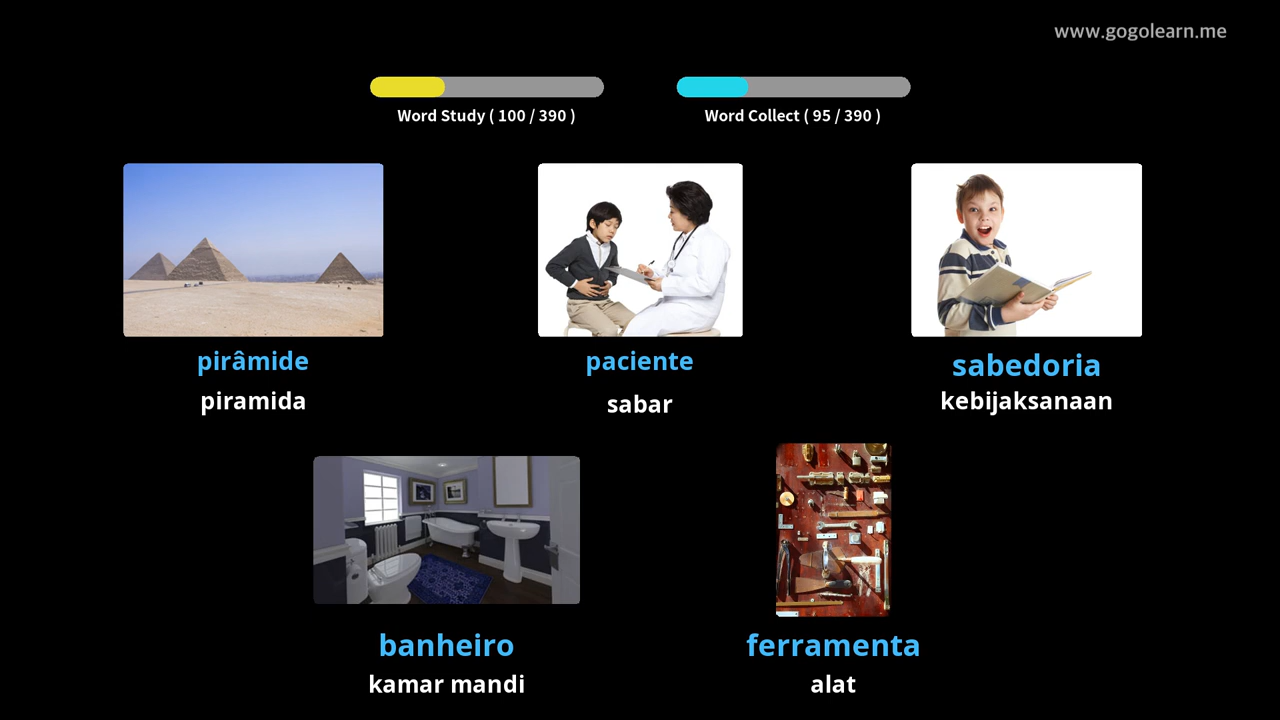 www.gogolearn.me
Word Study ( 100 / 390 )
Word Collect ( 95 / 390 )
pirâmide
piramida
paciente
sabar
sabedoria
kebijaksanaan
banheiro
kamar mandi
ferramenta
alat